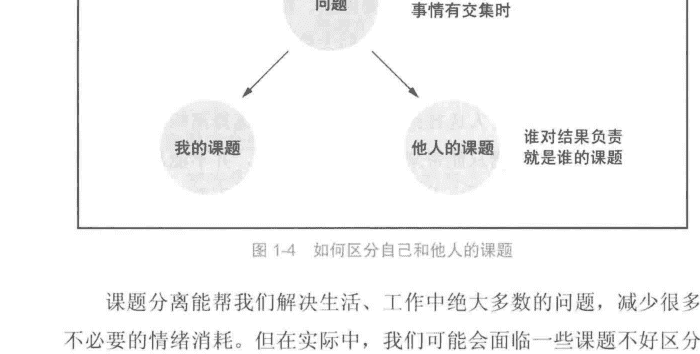 问题
事情有交集时
我的课题
他人的课题
谁对结果负责
就是谁的课题
图 1-4 如何区分自己和他人的课题
课题分离能帮我们解决生活、工作中绝大多数的问题，减少很多
不必要的情绪消耗。但在实际中，我们可能会面临一些课题不好区分